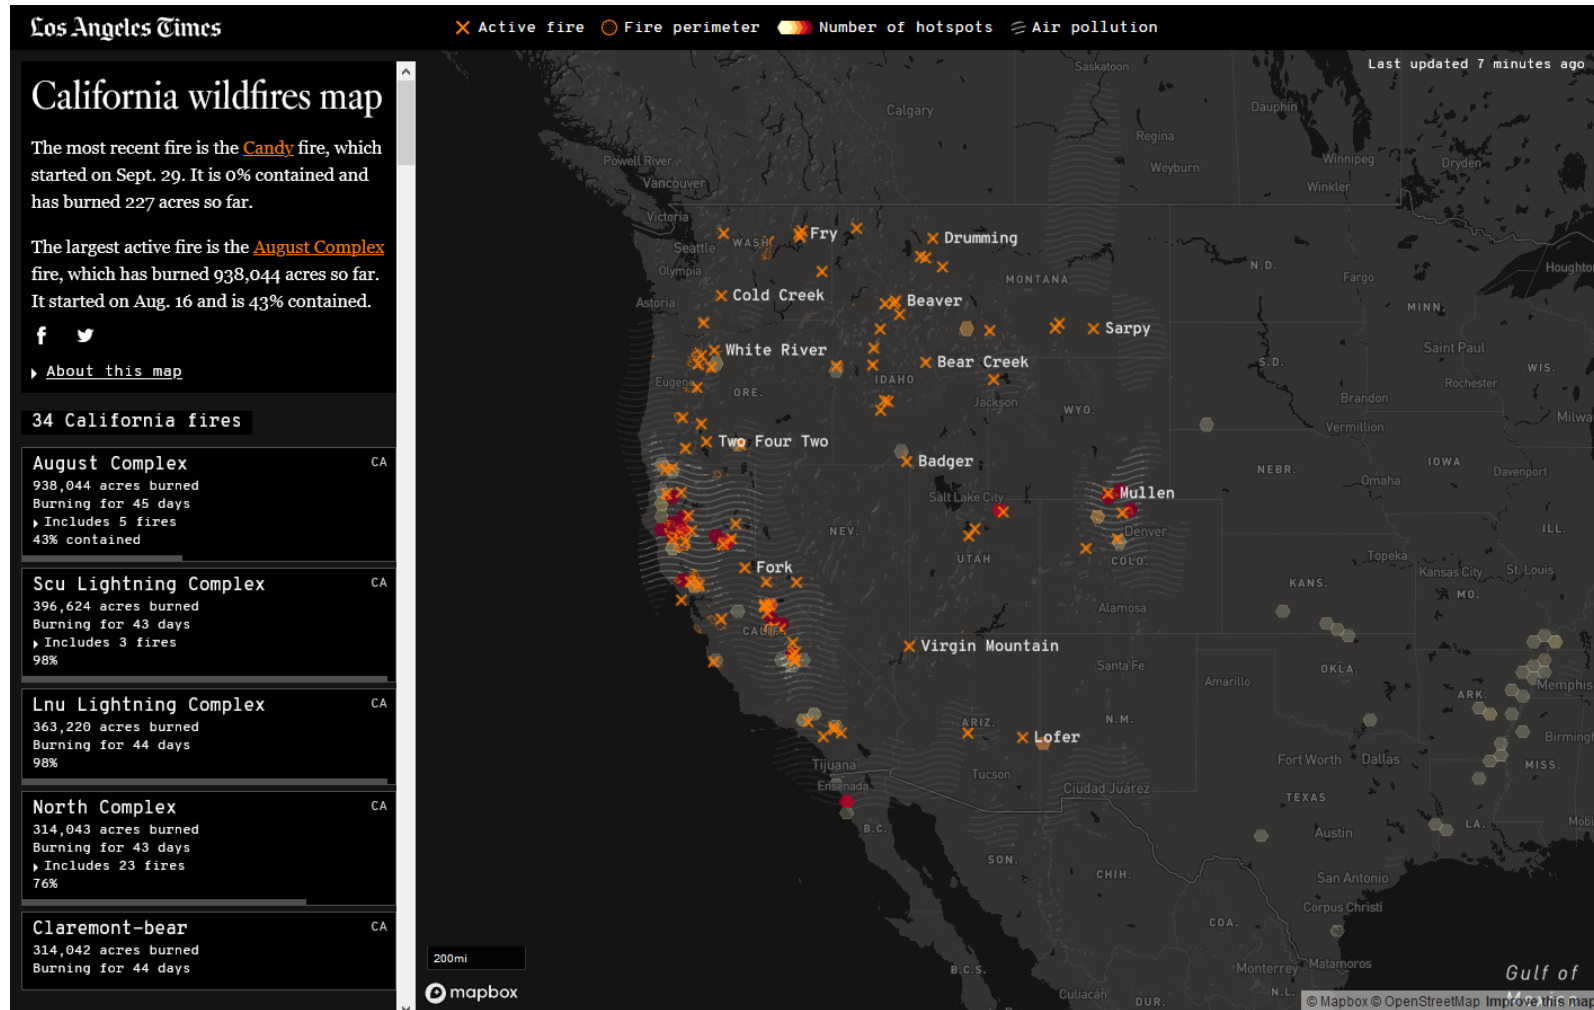 Los Angeles Times
Active fire
Fire perimeter
Number of hotspots
Air pollution
California wildfires map
The most recent fire is the Candy fire, which
started on Sept. 29. It is 0% contained and
has burned 227 acres so far.
The largest active fire is the August Complex
fire, which has burned 938,044 acres so far.
It started on Aug. 16 and is 43% contained.
About this map
34 California fires
August Complex CA
938,044 acres burned
Burning for 45 days
Includes 5 fires
43% contained
Scu Lightning Complex CA
396,624 acres burned
Burning for 43 days
Includes 3 fires
98%
Lnu Lightning Complex CA
363,220 acres burned
Burning for 44 days
98%
North Complex CA
314,043 acres burned
Burning for 43 days
Includes 23 fires
76%
Claremont-bear CA
314,042 acres burned
Burning for 44 days
Last updated 7 minutes ago
Saskatoon
Calgary
Dauphin
Regina
Powell River
Weyburn
Winnipeg
Dryden
Vancouver
Winkler
Victoria
Seattle
WASH.
Fry
Drumming
Olympia
MONTANA
N.D.
Fargo
Houghton
Astoria
Cold Creek
Beaver
MINN.
Sarpy
White River
Saint Paul
Bear Creek
S.D.
WIS.
Eugene
ORE.
IDAHO
Rochester
Jackson
WYO.
Brandon
Milwa
Vermillion
Two Four Two
Badger
NEBR.
IOWA
Davenport
Omaha
Salt Lake City
Mullen
NEV.
Denver
ILL.
UTAH
COLO.
Topeka
Kansas City
St. Louis
Fork
KANS.
MO.
Alamosa
CALIF.
Virgin Mountain
Santa Fe
OKLA.
Amarillo
ARK.
Memphis
ARIZ.
N.M.
Lofer
Birming
Tijuana
Tucson
Fort Worth
Dallas
MISS.
Ensenada
Ciudad Juárez
TEXAS
B.C.
Austin
LA.
Mobi
SON.
CHIH.
San Antonio
Corpus Christi
COA.
200mi
B.C.S.
Monterrey
Matamoros
Gulf of
Mexico
mapbox
Culiacán
DUR.
N.L.
© Mapbox © OpenStreetMap Improve this map